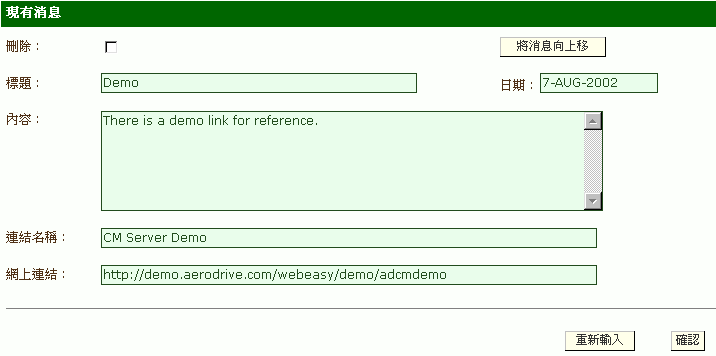 現有消息
刪除： 將消息向上移
標題： Demo 日期： 7-AUG-2002
內容： There is a demo link for reference.
連結名稱： CM Server Demo
網上連結： http://demo.aerodrive.com/webeasy/demo/adcmdemo
重新輸入 確認